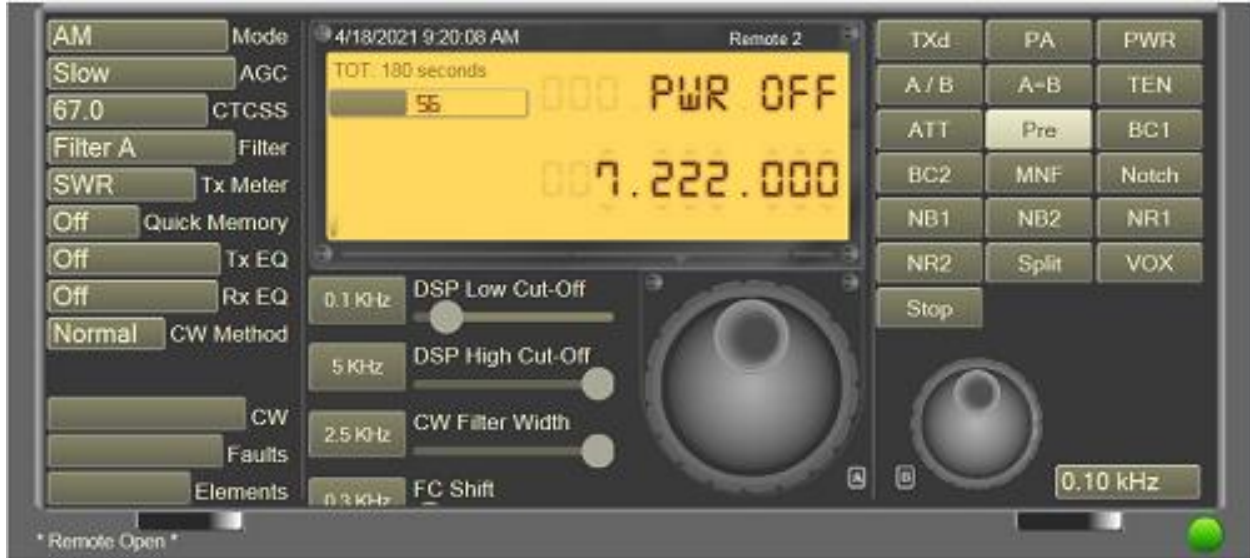 AM Mode
Slow AGC
67.0 CTCSS
Filter A Filter
SWR Tx Meter
Off Quick Memory
Off Tx EQ
Off Rx EQ
Normal CW Method
CW
Faults
Elements
* Remote Open *
4/18/2021 9:20:08 AM Remote 2
TOT: 180 seconds
56
PWR OFF
7.222.000
0.1 KHz DSP Low Cut-Off
5 KHz DSP High Cut-Off
2.5 KHz CW Filter Width
0.3 KHz FC Shift
A
B
TXd PA PWR
A / B A=B TEN
ATT Pre BC1
BC2 MNF Notch
NB1 NB2 NR1
NR2 Split VOX
Stop
0.10 kHz